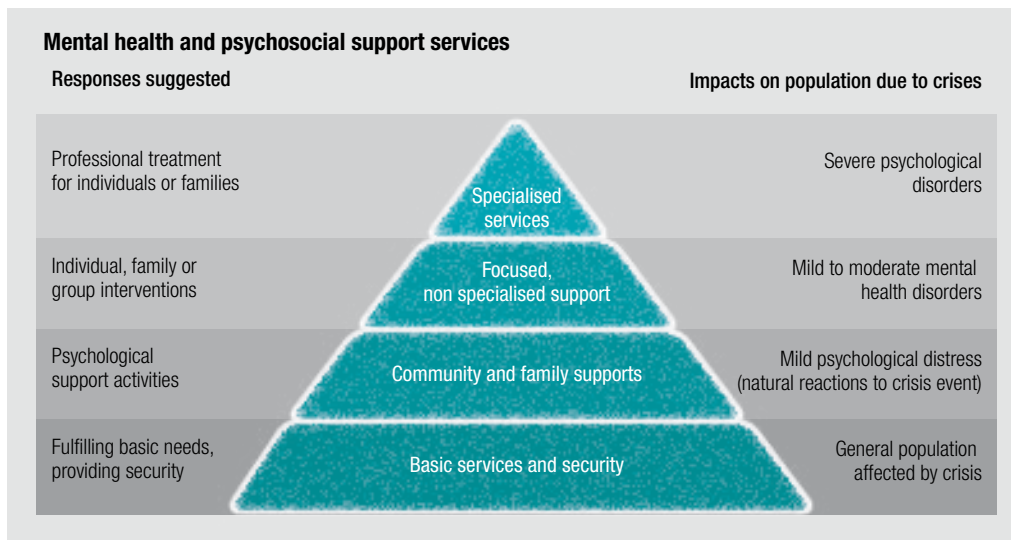 Mental health and psychosocial support services
Responses suggested
Impacts on population due to crises
Professional treatment
for individuals or families
Specialised
services
Severe psychological
disorders
Individual, family or
group interventions
Focused,
non specialised support
Mild to moderate mental
health disorders
Psychological
support activities
Community and family supports
Mild psychological distress
(natural reactions to crisis event)
Fulfilling basic needs,
providing security
Basic services and security
General population
affected by crisis